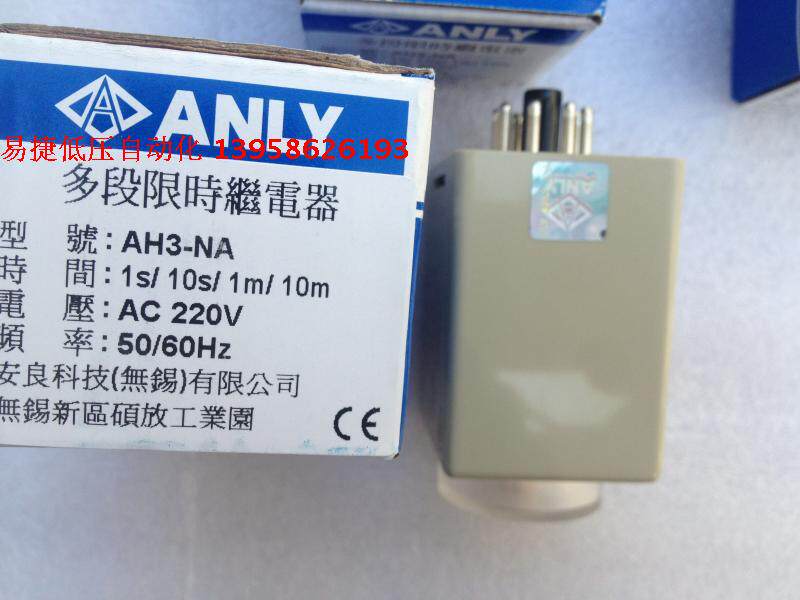 ANLY
ANLY
易捷低压自动化 13958626193
多段限時繼電器
型 號：AH3-NA
時 間：1s/ 10s/ 1m/ 10m
電 壓：AC 220V
頻 率：50/60Hz
安良科技(無錫)有限公司
無錫新區碩放工業園
CE
ANLY